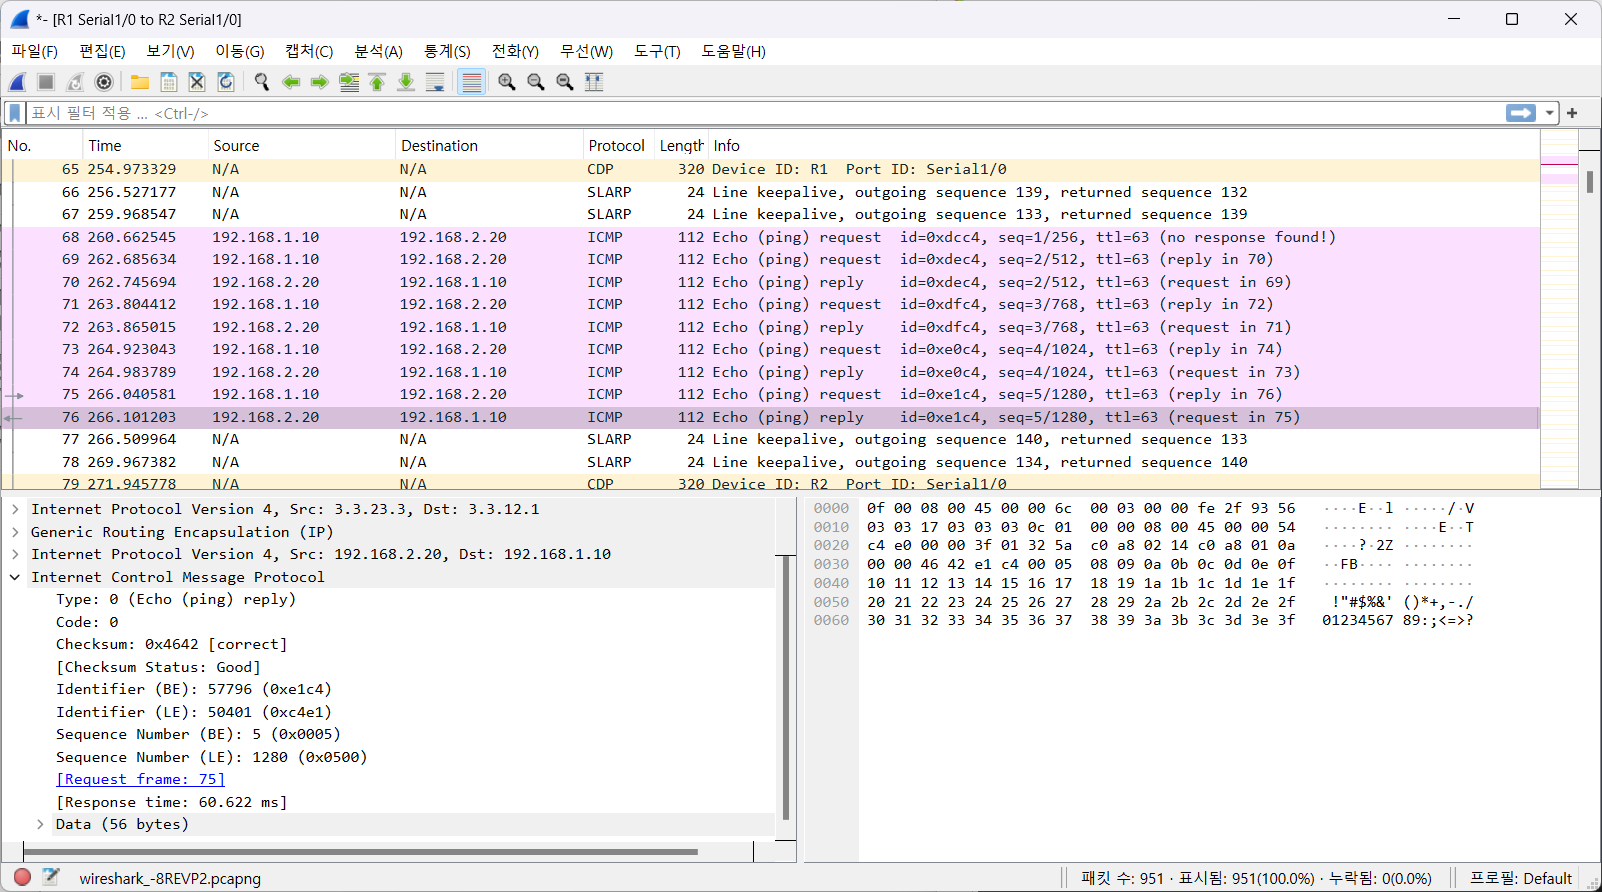 *- [R1 Serial1/0 to R2 Serial1/0]
파일(F) 편집(E) 보기(V) 이동(G) 캡처(C) 분석(A) 통계(S) 전화(Y) 무선(W) 도구(T) 도움말(H)
표시 필터 적용 ... <Ctrl-/>
No. Time Source Destination Protocol Length Info
65 254.973329 N/A N/A CDP 320 Device ID: R1 Port ID: Serial1/0
66 256.527177 N/A N/A SLARP 24 Line keepalive, outgoing sequence 139, returned sequence 132
67 259.968547 N/A N/A SLARP 24 Line keepalive, outgoing sequence 133, returned sequence 139
68 260.662545 192.168.1.10 192.168.2.20 ICMP 112 Echo (ping) request id=0xdcc4, seq=1/256, ttl=63 (no response found!)
69 262.685634 192.168.1.10 192.168.2.20 ICMP 112 Echo (ping) request id=0xdec4, seq=2/512, ttl=63 (reply in 70)
70 262.745694 192.168.2.20 192.168.1.10 ICMP 112 Echo (ping) reply id=0xdec4, seq=2/512, ttl=63 (request in 69)
71 263.804412 192.168.1.10 192.168.2.20 ICMP 112 Echo (ping) request id=0xdfc4, seq=3/768, ttl=63 (reply in 72)
72 263.865015 192.168.2.20 192.168.1.10 ICMP 112 Echo (ping) reply id=0xdfc4, seq=3/768, ttl=63 (request in 71)
73 264.923043 192.168.1.10 192.168.2.20 ICMP 112 Echo (ping) request id=0xe0c4, seq=4/1024, ttl=63 (reply in 74)
74 264.983789 192.168.2.20 192.168.1.10 ICMP 112 Echo (ping) reply id=0xe0c4, seq=4/1024, ttl=63 (request in 73)
75 266.040581 192.168.1.10 192.168.2.20 ICMP 112 Echo (ping) request id=0xe1c4, seq=5/1280, ttl=63 (reply in 76)
76 266.101203 192.168.2.20 192.168.1.10 ICMP 112 Echo (ping) reply id=0xe1c4, seq=5/1280, ttl=63 (request in 75)
77 266.509964 N/A N/A SLARP 24 Line keepalive, outgoing sequence 140, returned sequence 133
78 269.967382 N/A N/A SLARP 24 Line keepalive, outgoing sequence 134, returned sequence 140
79 271.945778 N/A N/A CDP 320 Device ID: R2 Port ID: Serial1/0
Internet Protocol Version 4, Src: 3.3.23.3, Dst: 3.3.12.1
Generic Routing Encapsulation (IP)
Internet Protocol Version 4, Src: 192.168.2.20, Dst: 192.168.1.10
Internet Control Message Protocol
Type: 0 (Echo (ping) reply)
Code: 0
Checksum: 0x4642 [correct]
[Checksum Status: Good]
Identifier (BE): 57796 (0xe1c4)
Identifier (LE): 50401 (0xc4e1)
Sequence Number (BE): 5 (0x0005)
Sequence Number (LE): 1280 (0x0500)
[Request frame: 75]
[Response time: 60.622 ms]
Data (56 bytes)
0000 0f 00 08 00 45 00 00 6c 00 03 00 00 fe 2f 93 56 ····E··l ·····/·V
0010 03 03 17 03 03 03 0c 01 00 00 08 00 45 00 00 54 ········ ····E··T
0020 c4 e0 00 00 3f 01 32 5a c0 a8 02 14 c0 a8 01 0a ····?·2Z ········
0030 00 00 46 42 e1 c4 00 05 08 09 0a 0b 0c 0d 0e 0f ··FB···· ········
0040 10 11 12 13 14 15 16 17 18 19 1a 1b 1c 1d 1e 1f ········ ········
0050 20 21 22 23 24 25 26 27 28 29 2a 2b 2c 2d 2e 2f !"#$%&' ()*+,-./
0060 30 31 32 33 34 35 36 37 38 39 3a 3b 3c 3d 3e 3f 01234567 89:;<=>?
wireshark_-8REVP2.pcapng 패킷 수: 951 · 표시됨: 951(100.0%) · 누락됨: 0(0.0%) 프로필: Default